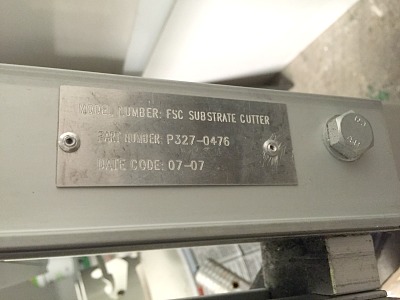 MODEL NUMBER: FSC SUBSTRATE CUTTER
PART NUMBER: P327-0476
DATE CODE: 07-07